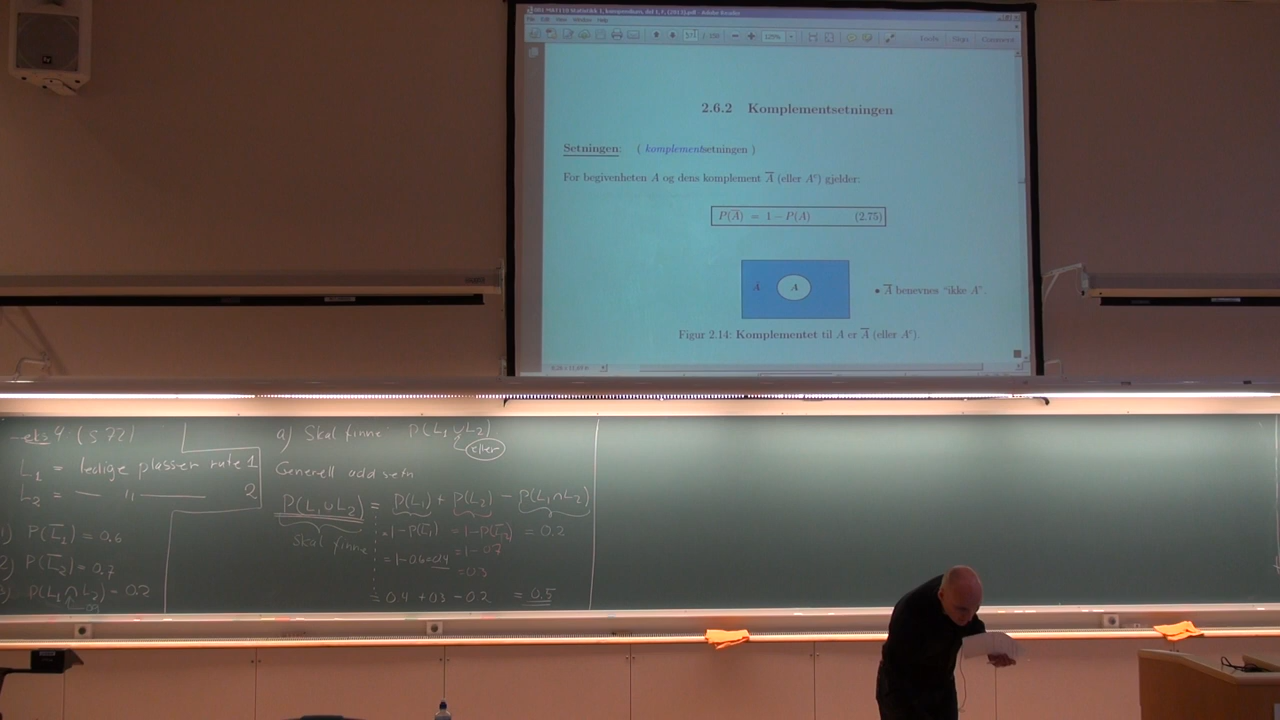 2.6.2 Komplementsetningen
Setningen: ( komplementsetningen )
For begivenheten A og dens komplement A̅ (eller Aᶜ) gjelder:
P(A̅) = 1 − P(A) (2.75)
A̅ A
• A̅ benevnes "ikke A".
Figur 2.14: Komplementet til A er A̅ (eller Aᶜ).
eks 4 (s 72)
L₁ = ledige plasser rute 1
L₂ = — " — 2
1) P(L̅₁) = 0.6
2) P(L̅₂) = 0.7
3) P(L₁ ∩ L₂) = 0.2
og
a) Skal finne: P(L₁ ∪ L₂)
eller
Generell add setn
P(L₁ ∪ L₂) = P(L₁) + P(L₂) − P(L₁ ∩ L₂)
Skal finne
= 1 − P(L̅₁) = 1 − P(L̅₂) = 0.2
= 1 − 0.6 = 0.4 = 1 − 0.7
= 0.3
= 0.4 + 0.3 − 0.2 = 0.5